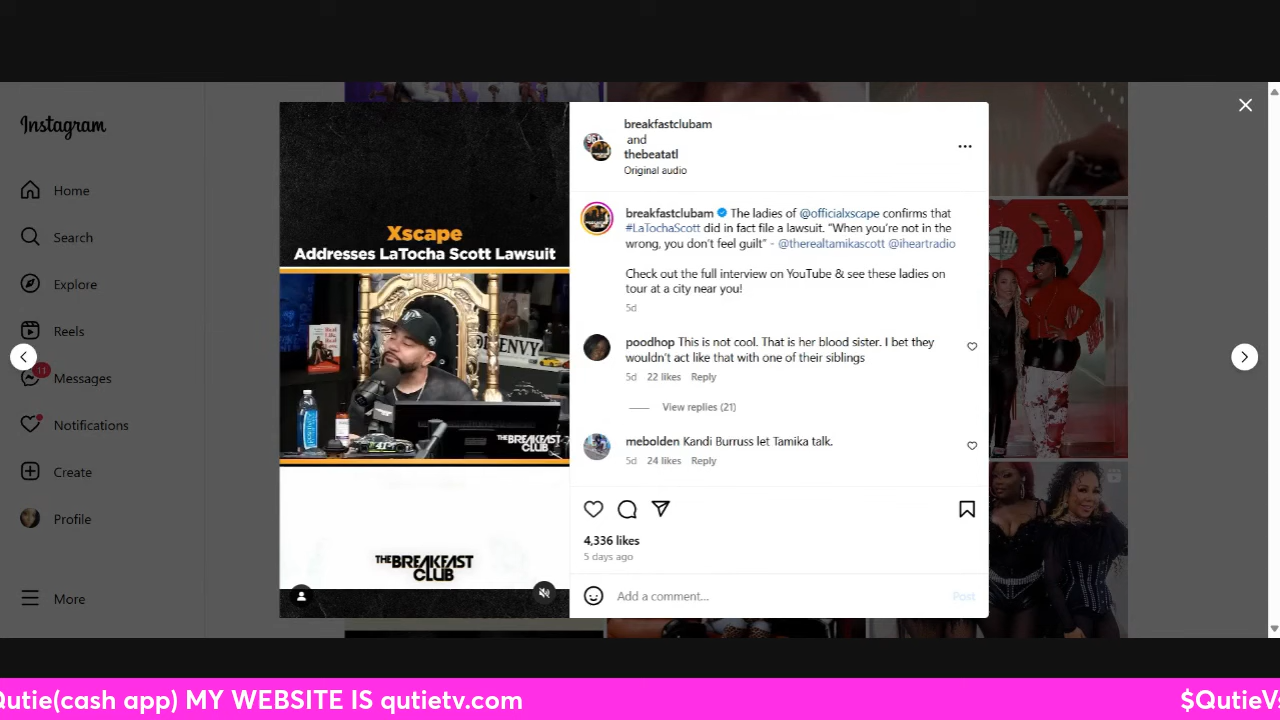 Instagram
Home
Search
Explore
Reels
11
Messages
Notifications
Create
Profile
More
Xscape
Addresses LaTocha Scott Lawsuit
ENVY
THE BREAKFAST
CLUB
THE BREAKFAST
CLUB
breakfastclubam
and
thebeatatl
Original audio
breakfastclubam The ladies of @officialxscape confirms that
#LaTochaScott did in fact file a lawsuit. “When you’re not in the
wrong, you don’t feel guilt” - @therealtamikascott @iheartradio
Check out the full interview on YouTube & see these ladies on
tour at a city near you!
5d
poodhop This is not cool. That is her blood sister. I bet they
wouldn’t act like that with one of their siblings
5d 22 likes Reply
View replies (21)
mebolden Kandi Burruss let Tamika talk.
5d 24 likes Reply
4,336 likes
5 days ago
Add a comment...
Post
Qutie(cash app) MY WEBSITE IS qutietv.com
$QutieVs